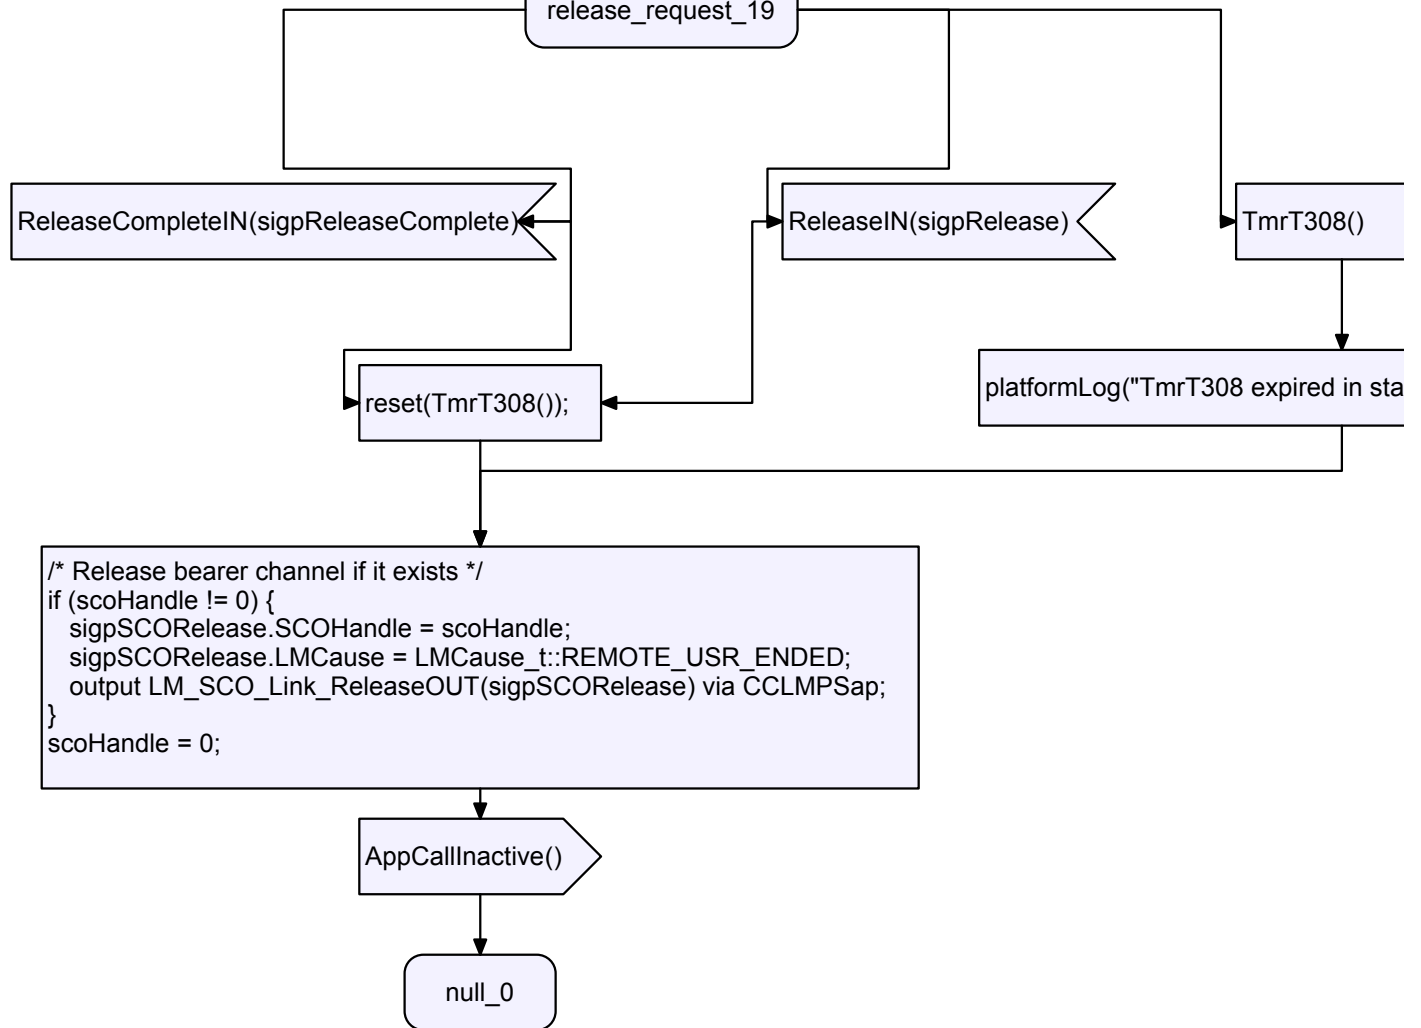 release_request_19
ReleaseCompleteIN(sigpReleaseComplete)
ReleaseIN(sigpRelease)
TmrT308()
reset(TmrT308());
platformLog("TmrT308 expired in sta
/* Release bearer channel if it exists */
if (scoHandle != 0) {
sigpSCORelease.SCOHandle = scoHandle;
sigpSCORelease.LMCause = LMCause_t::REMOTE_USR_ENDED;
output LM_SCO_Link_ReleaseOUT(sigpSCORelease) via CCLMPSap;
}
scoHandle = 0;
AppCallInactive()
null_0